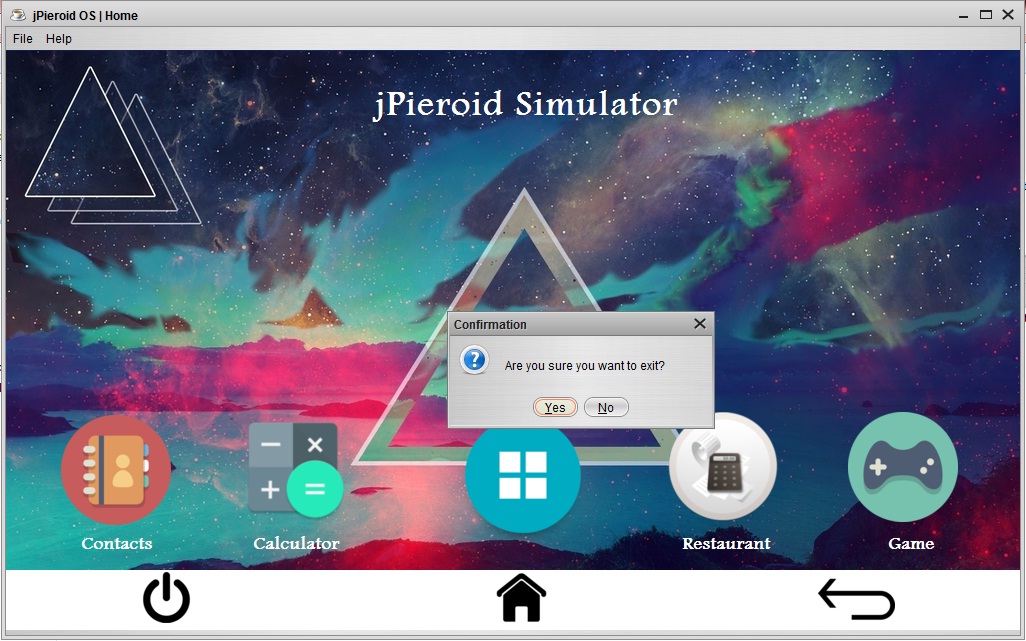 jPieroid OS | Home
File Help
jPieroid Simulator
Confirmation
Are you sure you want to exit?
Yes No
Contacts Calculator Restaurant Game